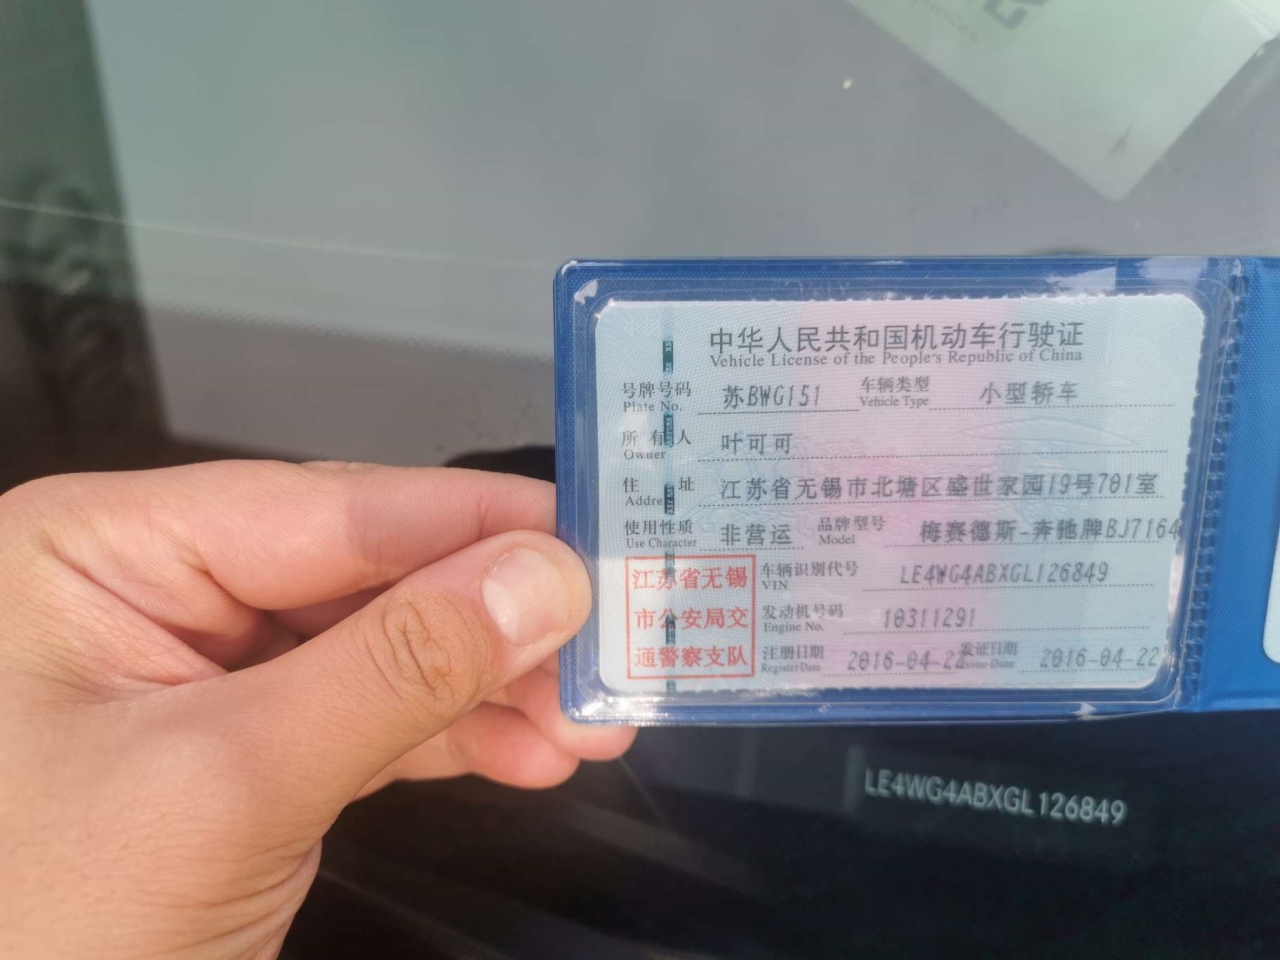 中华人民共和国机动车行驶证
Vehicle License of the People's Republic of China
号牌号码 苏BWG151 车辆类型 小型轿车
Plate No. Vehicle Type
所有人 叶可可
Owner
住址 江苏省无锡市北塘区盛世家园19号701室
Addre
使用性质 非营运 品牌型号 梅赛德斯-奔驰牌BJ7164
Use Character Model
江苏省无锡
市公安局交
通警察支队
车辆识别代号 LE4WG4ABXGL126849
VIN
发动机号码 10311291
Engine No.
注册日期 2016-04-22 发证日期 2016-04-22
Register Date Issue Date
LE4WG4ABXGL126849